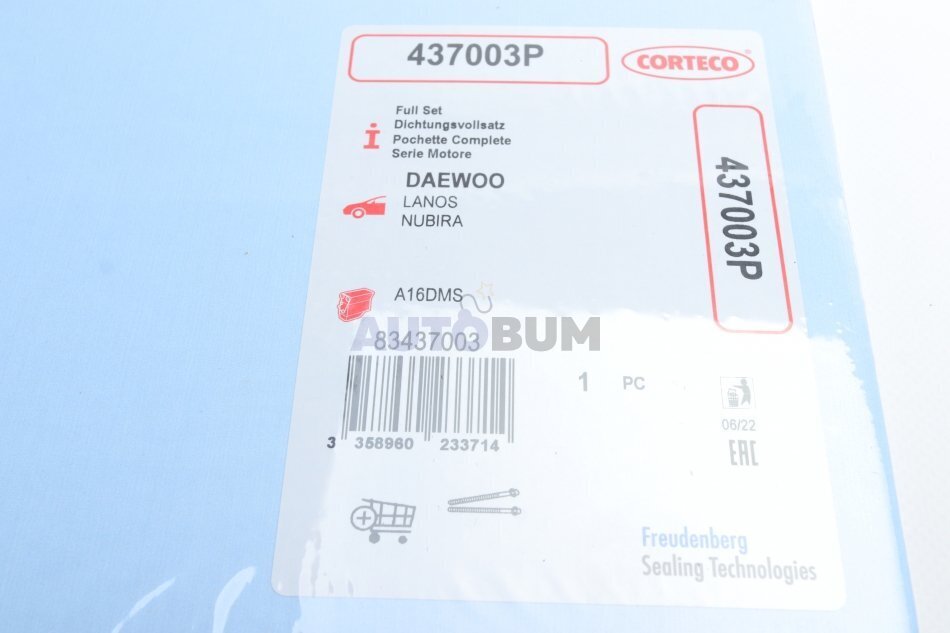 437003P
CORTECO
Full Set
Dichtungsvollsatz
Pochette Complete
Serie Motore
437003P
DAEWOO
LANOS
NUBIRA
A16DMS
AUTOBUM
83437003
1 PC
3 358960 233714
06/22
EAC
Freudenberg
Sealing Technologies